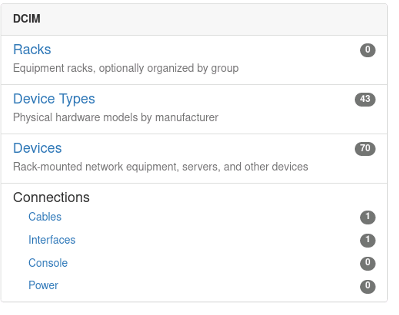 DCIM
Racks 0
Equipment racks, optionally organized by group
Device Types 43
Physical hardware models by manufacturer
Devices 70
Rack-mounted network equipment, servers, and other devices
Connections
Cables 1
Interfaces 1
Console 0
Power 0